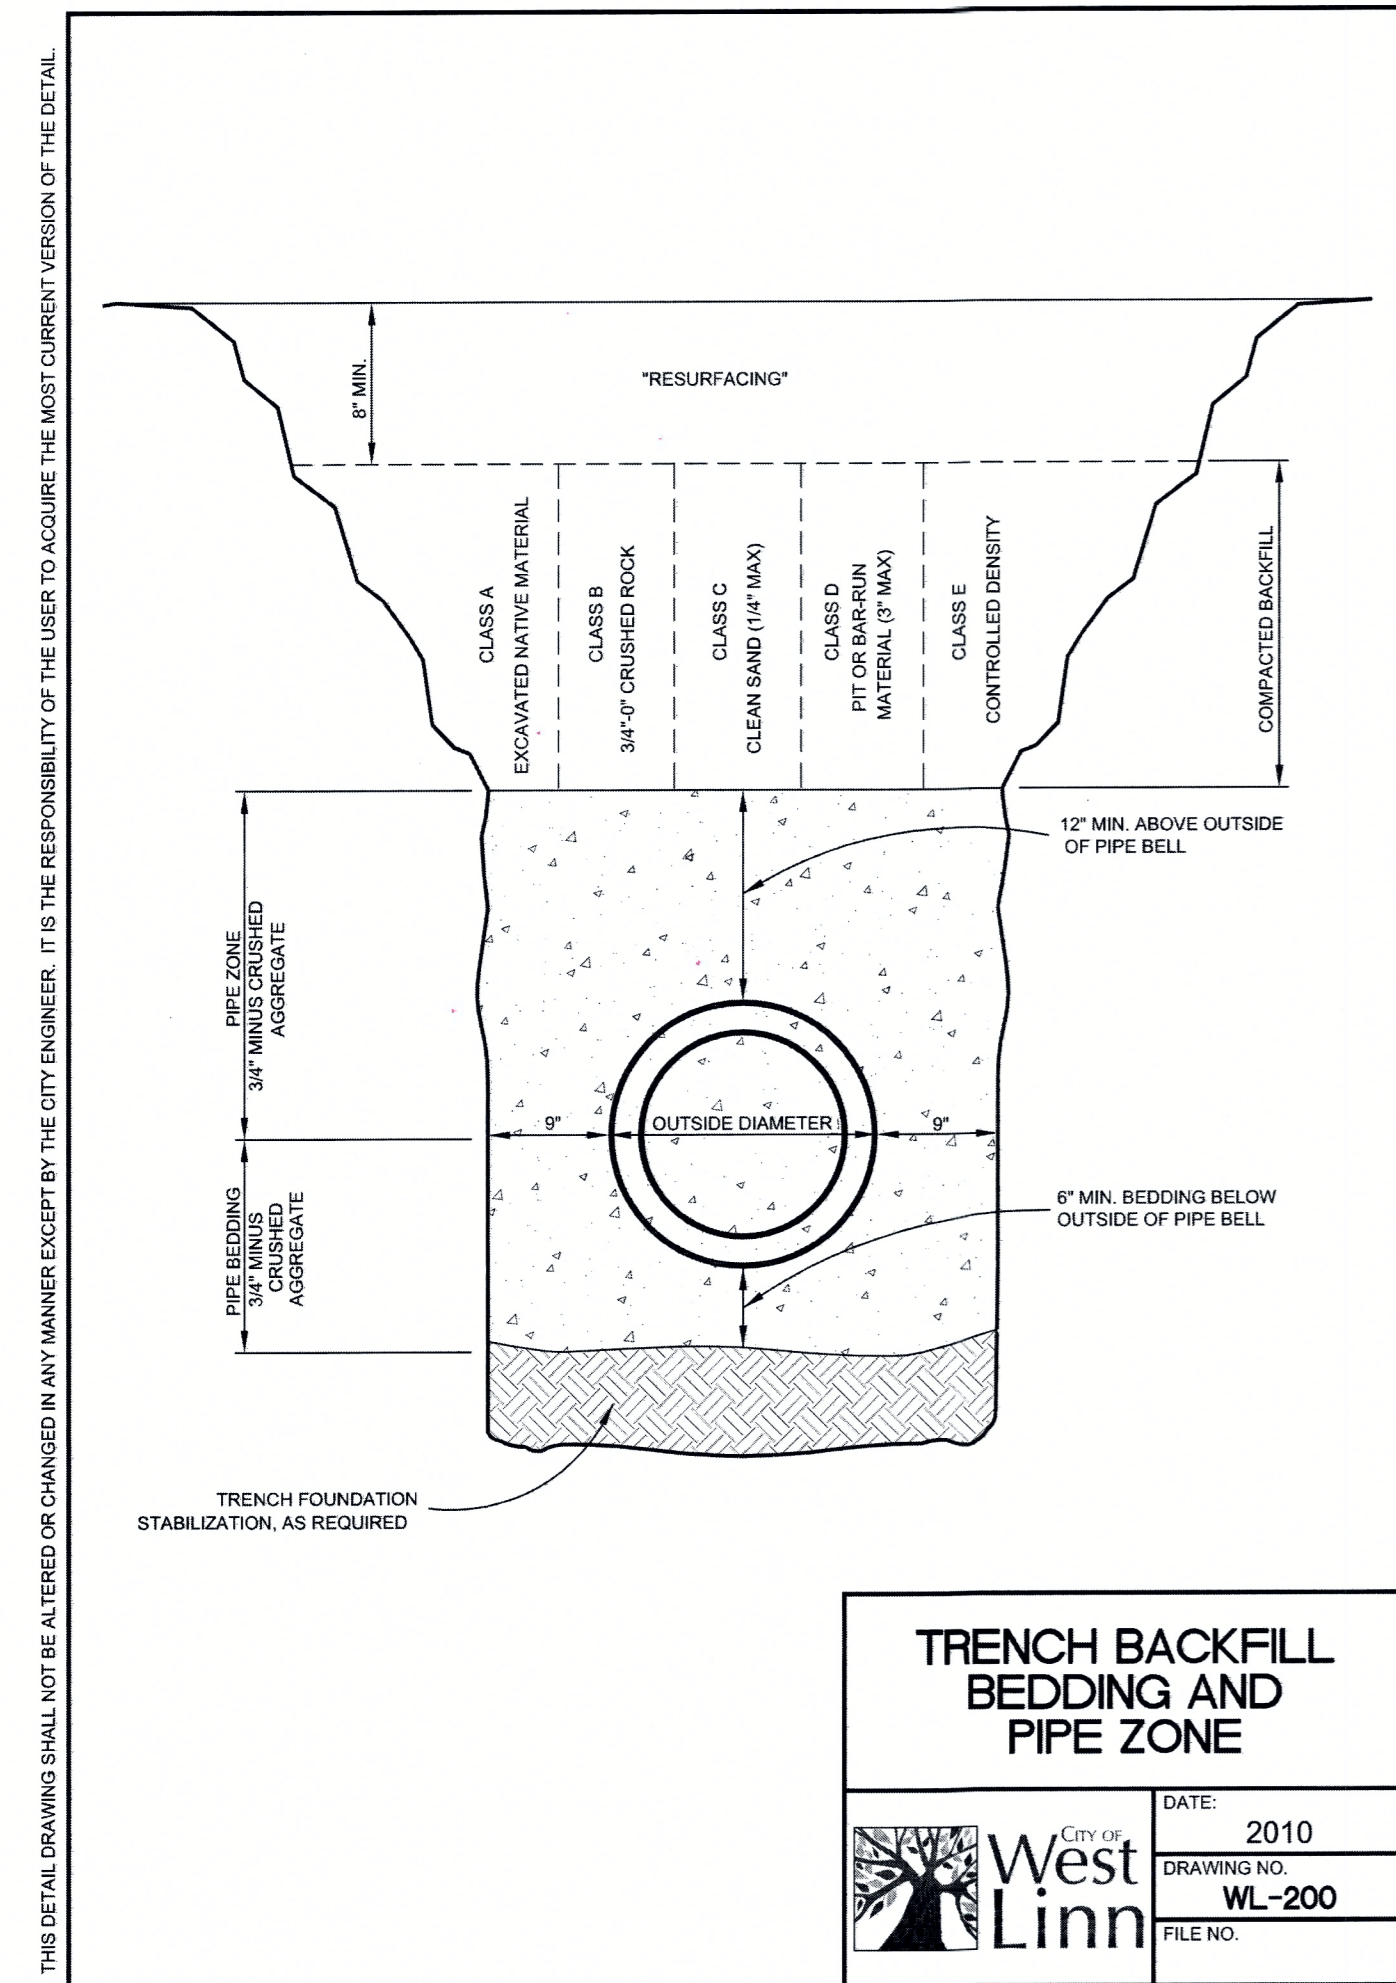 THIS DETAIL DRAWING SHALL NOT BE ALTERED OR CHANGED IN ANY MANNER EXCEPT BY THE CITY ENGINEER. IT IS THE RESPONSIBILITY OF THE USER TO ACQUIRE THE MOST CURRENT VERSION OF THE DETAIL.
8" MIN.
"RESURFACING"
CLASS A
EXCAVATED NATIVE MATERIAL
CLASS B
3/4"-0" CRUSHED ROCK
CLASS C
CLEAN SAND (1/4" MAX)
CLASS D
PIT OR BAR-RUN
MATERIAL (3" MAX)
CLASS E
CONTROLLED DENSITY
COMPACTED BACKFILL
12" MIN. ABOVE OUTSIDE
OF PIPE BELL
PIPE ZONE
3/4" MINUS CRUSHED
AGGREGATE
9"
OUTSIDE DIAMETER
9"
PIPE BEDDING
3/4" MINUS
CRUSHED
AGGREGATE
6" MIN. BEDDING BELOW
OUTSIDE OF PIPE BELL
TRENCH FOUNDATION
STABILIZATION, AS REQUIRED
TRENCH BACKFILL
BEDDING AND
PIPE ZONE
CITY OF
West
Linn
DATE:
2010
DRAWING NO.
WL-200
FILE NO.